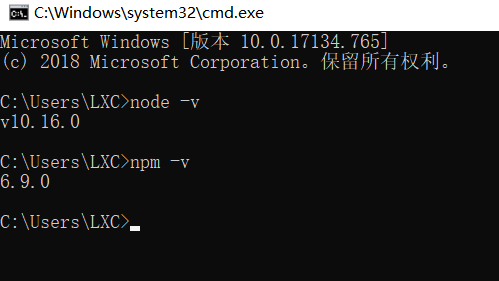 C:\Windows\system32\cmd.exe
Microsoft Windows [版本 10.0.17134.765]
(c) 2018 Microsoft Corporation。保留所有权利。
C:\Users\LXC>node -v
v10.16.0
C:\Users\LXC>npm -v
6.9.0
C:\Users\LXC>